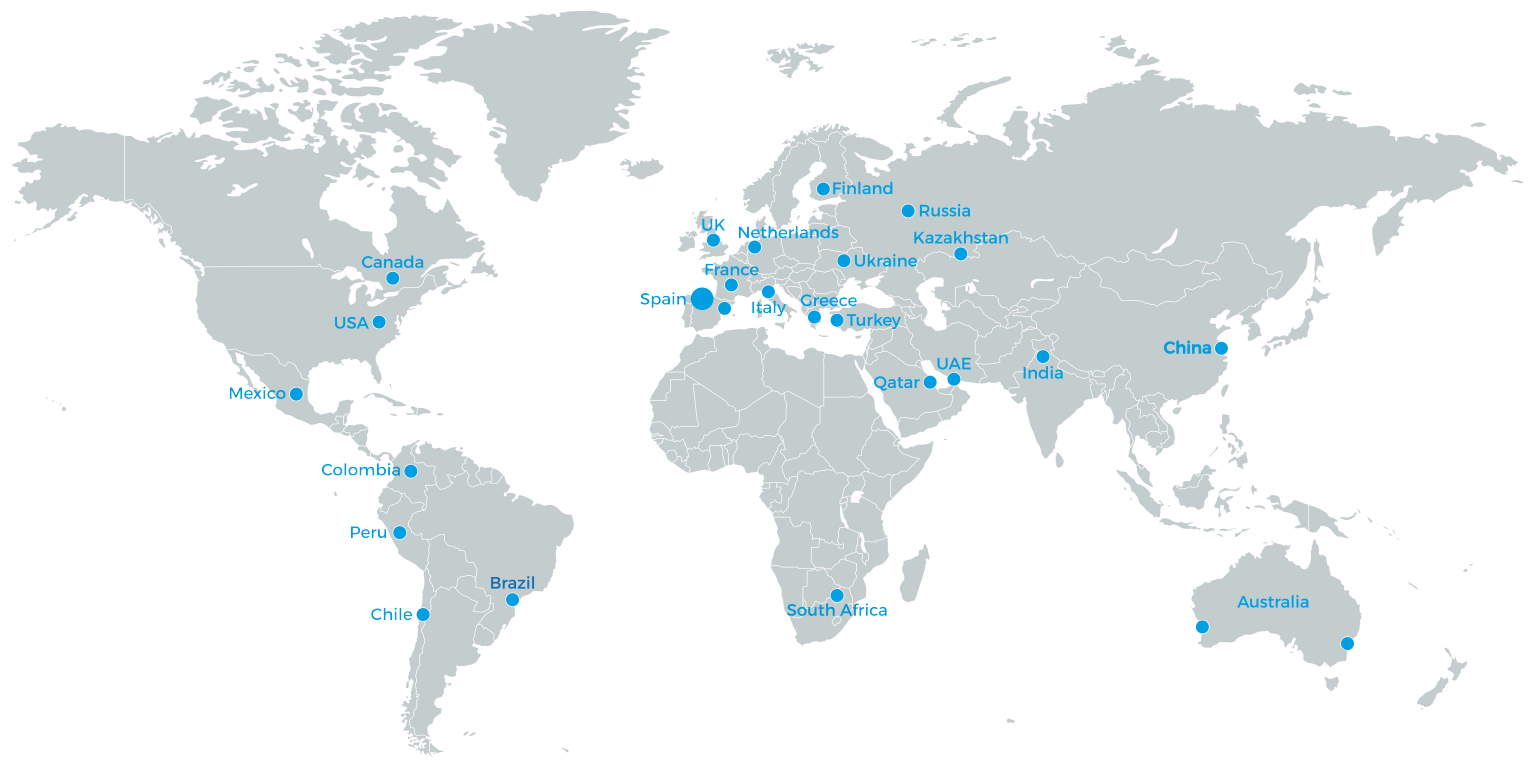 Finland
Russia
UK
Netherlands
Kazakhstan
Canada
Ukraine
France
Spain
Italy
Greece
USA
Turkey
China
UAE
India
Qatar
Mexico
Colombia
Peru
Brazil
Australia
South Africa
Chile